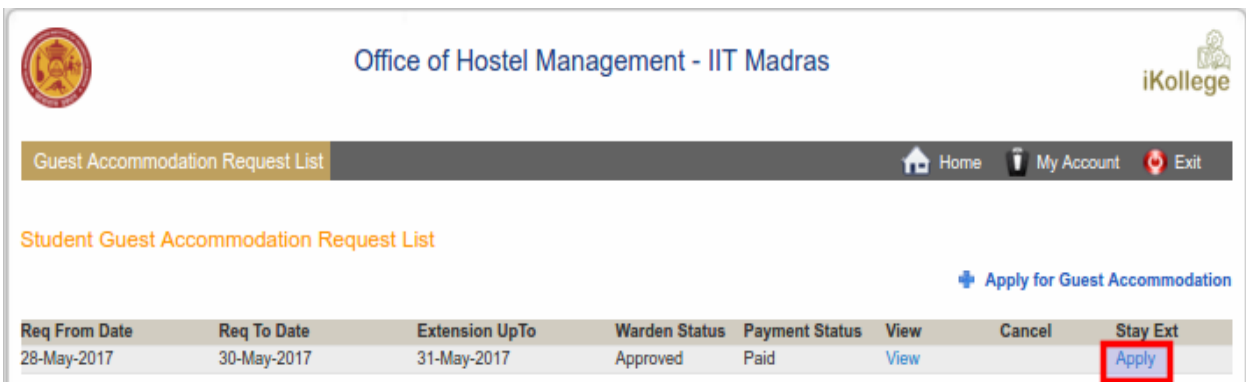 Office of Hostel Management - IIT Madras
iKollege
Guest Accommodation Request List Home My Account Exit
Student Guest Accommodation Request List
Apply for Guest Accommodation
Req From Date Req To Date Extension UpTo Warden Status Payment Status View Cancel Stay Ext
28-May-2017 30-May-2017 31-May-2017 Approved Paid View Apply